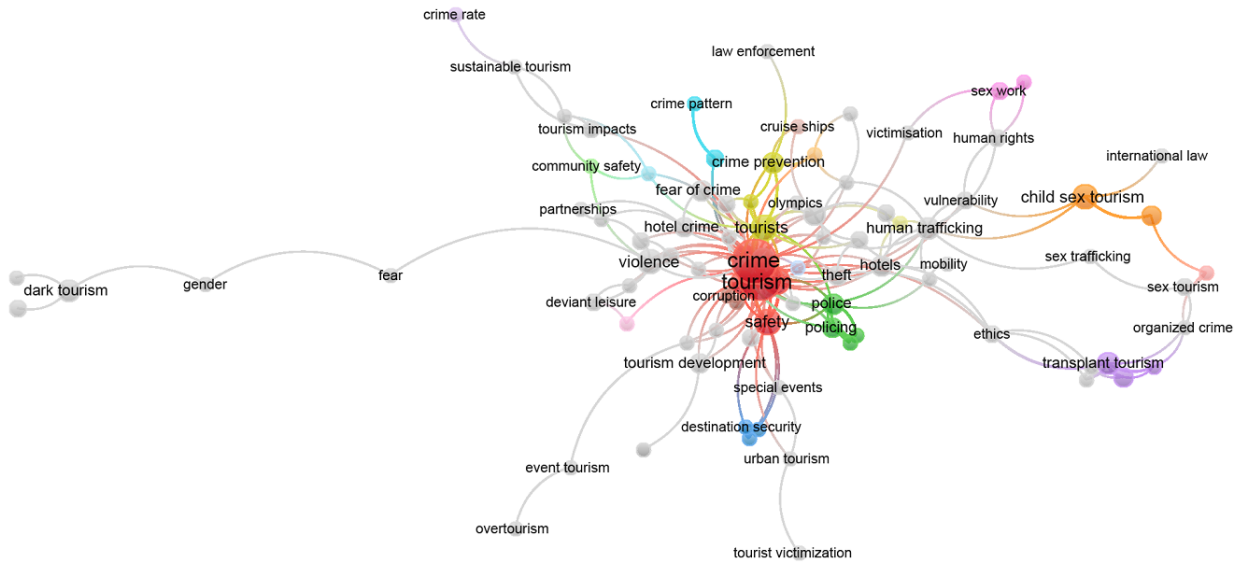 crime rate
law enforcement
sustainable tourism
sex work
crime pattern
cruise ships
victimisation
tourism impacts
human rights
international law
crime prevention
community safety
fear of crime
child sex tourism
vulnerability
olympics
partnerships
tourists
hotel crime
human trafficking
sex trafficking
crime
violence
hotels
mobility
fear
theft
tourism
gender
dark tourism
sex tourism
corruption
deviant leisure
police
safety
policing
organized crime
ethics
tourism development
transplant tourism
special events
destination security
urban tourism
event tourism
overtourism
tourist victimization